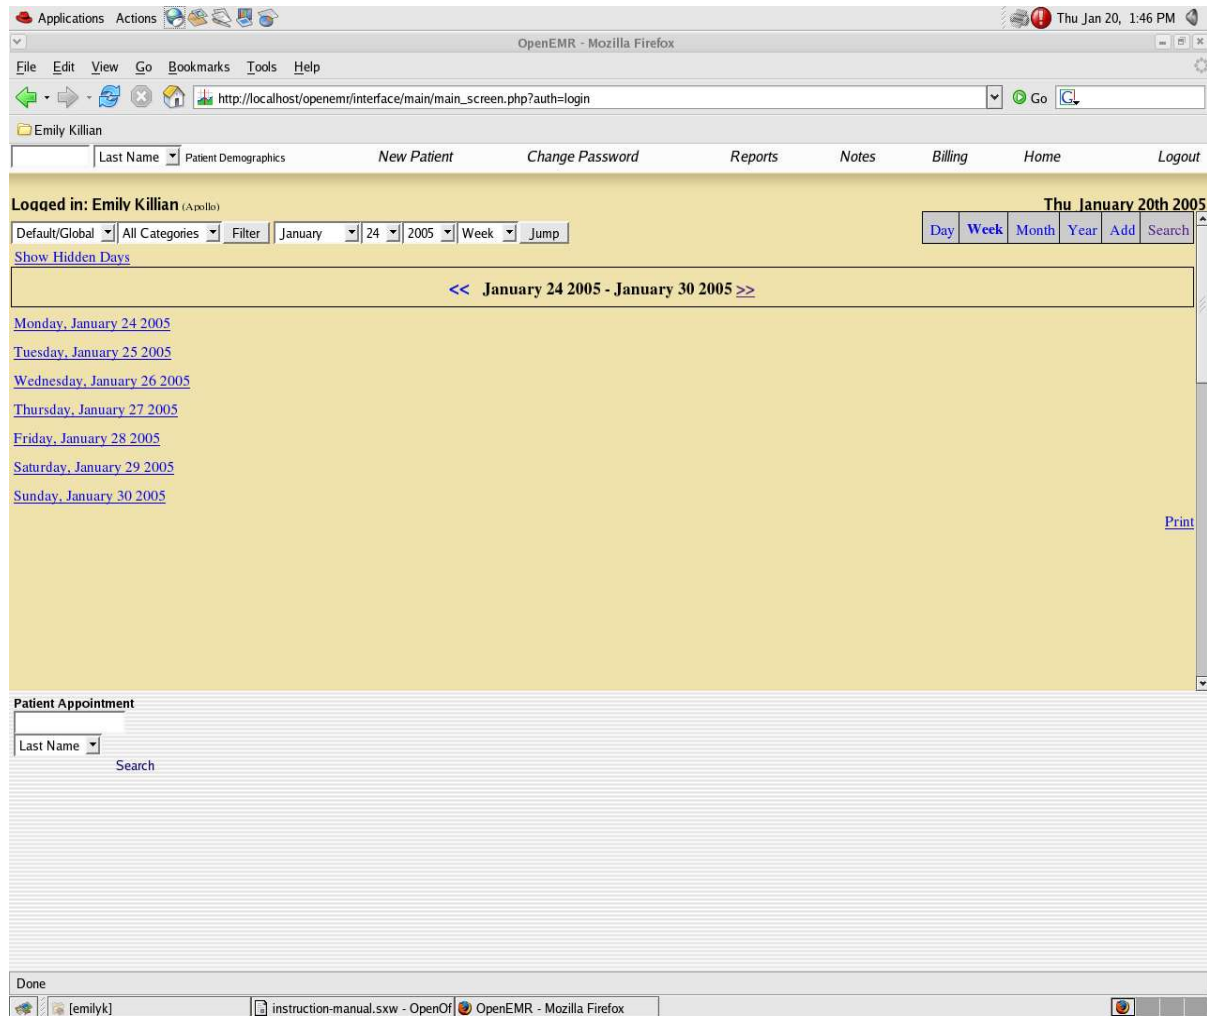 Applications Actions Thu Jan 20, 1:46 PM
OpenEMR - Mozilla Firefox
File Edit View Go Bookmarks Tools Help
http://localhost/openemr/interface/main/main_screen.php?auth=login Go G
Emily Killian
Last Name Patient Demographics New Patient Change Password Reports Notes Billing Home Logout
Logged in: Emily Killian (Apollo) Thu January 20th 2005
Default/Global All Categories Filter January 24 2005 Week Jump Day Week Month Year Add Search
Show Hidden Days
<< January 24 2005 - January 30 2005 >>
Monday, January 24 2005
Tuesday, January 25 2005
Wednesday, January 26 2005
Thursday, January 27 2005
Friday, January 28 2005
Saturday, January 29 2005
Sunday, January 30 2005
Print
Patient Appointment
Last Name
Search
Done
[emilyk] instruction-manual.sxw - OpenOf OpenEMR - Mozilla Firefox